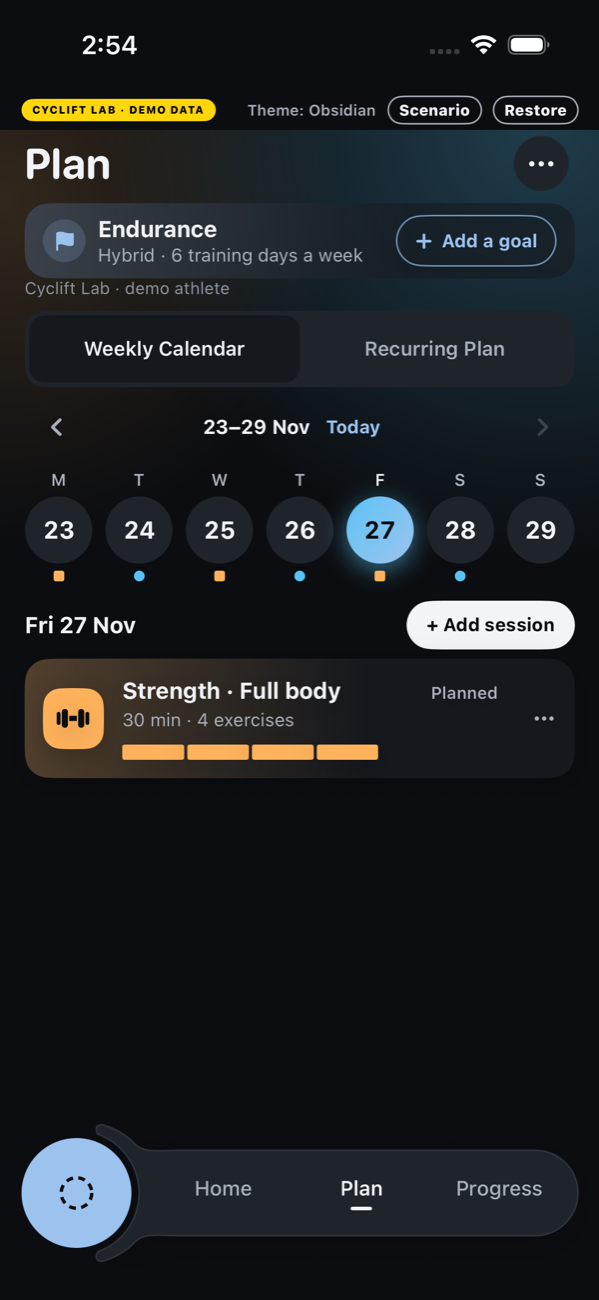 2:54
CYCLIFT LAB · DEMO DATA Theme: Obsidian Scenario Restore
Plan
Endurance
Hybrid · 6 training days a week
+ Add a goal
Cyclift Lab · demo athlete
Weekly Calendar Recurring Plan
23–29 Nov Today
M T W T F S S
23 24 25 26 27 28 29
Fri 27 Nov + Add session
Strength · Full body Planned
30 min · 4 exercises
Home Plan Progress